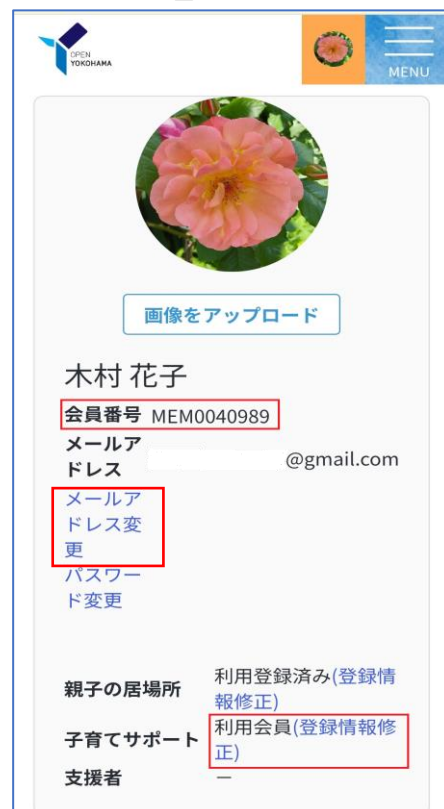 OPEN
YOKOHAMA
MENU
画像をアップロード
木村 花子
会員番号 MEM0040989
メールア
ドレス
@gmail.com
メールア
ドレス変
更
パスワー
ド変更
親子の居場所
利用登録済み(登録情
報修正)
子育てサポート
利用会員(登録情報修
正)
支援者
—